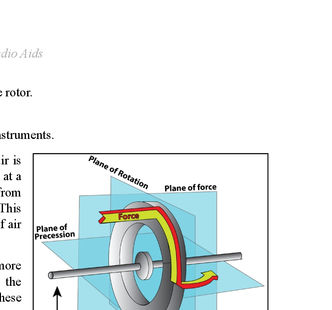 dio Aids
rotor.
struments.
ir is
at a
rom
This
f air
more
the
hese
Plane of Rotation
Plane of force
Force
Plane of
Precession